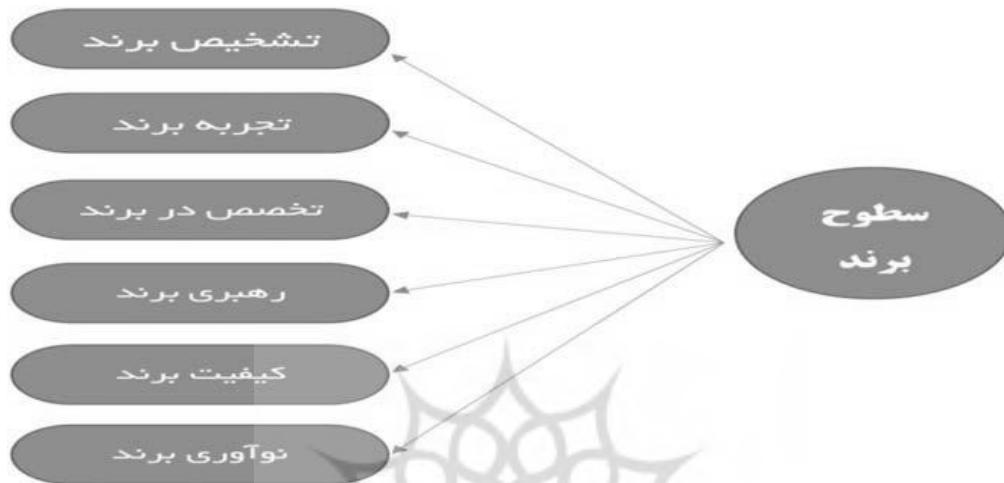 تشخیص برند
تجربه برند
تخصص در برند
رهبری برند
کیفیت برند
نوآوری برند
سطوح
برند